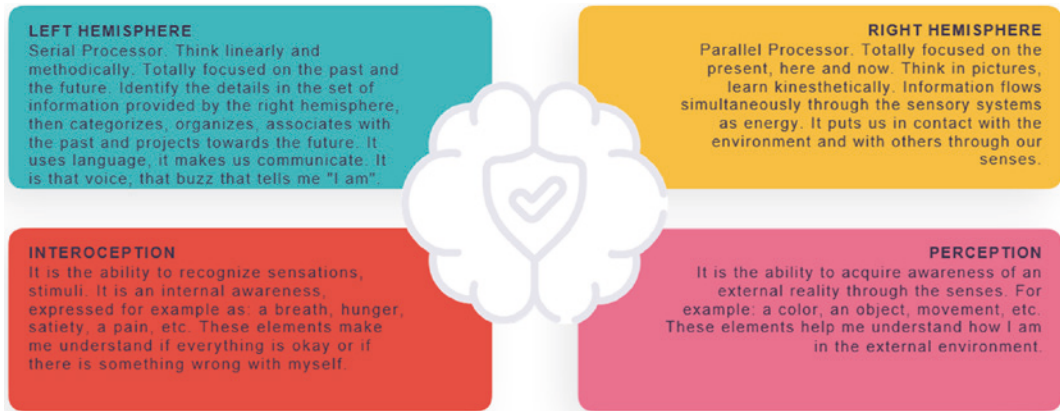 LEFT HEMISPHERE
Serial Processor. Think linearly and
methodically. Totally focused on the past and
the future. Identify the details in the set of
information provided by the right hemisphere,
then categorizes, organizes, associates with
the past and projects towards the future. It
uses language, it makes us communicate. It
is that voice, that buzz that tells me "I am".
RIGHT HEMISPHERE
Parallel Processor. Totally focused on the
present, here and now. Think in pictures,
learn kinesthetically. Information flows
simultaneously through the sensory systems
as energy. It puts us in contact with the
environment and with others through our
senses.
INTEROCEPTION
It is the ability to recognize sensations,
stimuli. It is an internal awareness,
expressed for example as: a breath, hunger,
satiety, a pain, etc. These elements make
me understand if everything is okay or if
there is something wrong with myself.
PERCEPTION
It is the ability to acquire awareness of an
external reality through the senses. For
example: a color, an object, movement, etc.
These elements help me understand how I am
in the external environment.